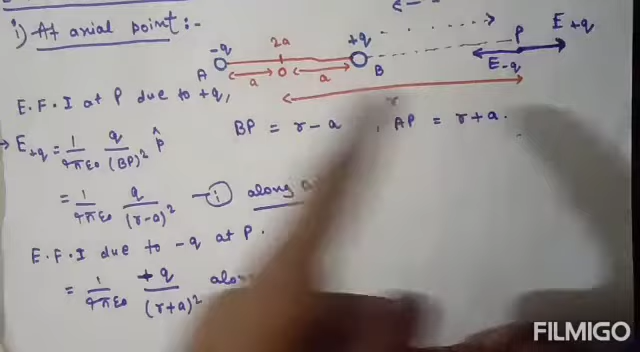 i) At axial point:-
-q 2a +q P E+q
A a o a B E-q
r
E.F.I at P due to +q,
BP = r-a , AP = r+a.
→ E+q = 1/4πε0 q/(BP)² p̂
= 1/4πε0 q/(r-a)² — (i) along
E.F.I due to -q at P.
= 1/4πε0 q/(r+a)²
FILMIGO